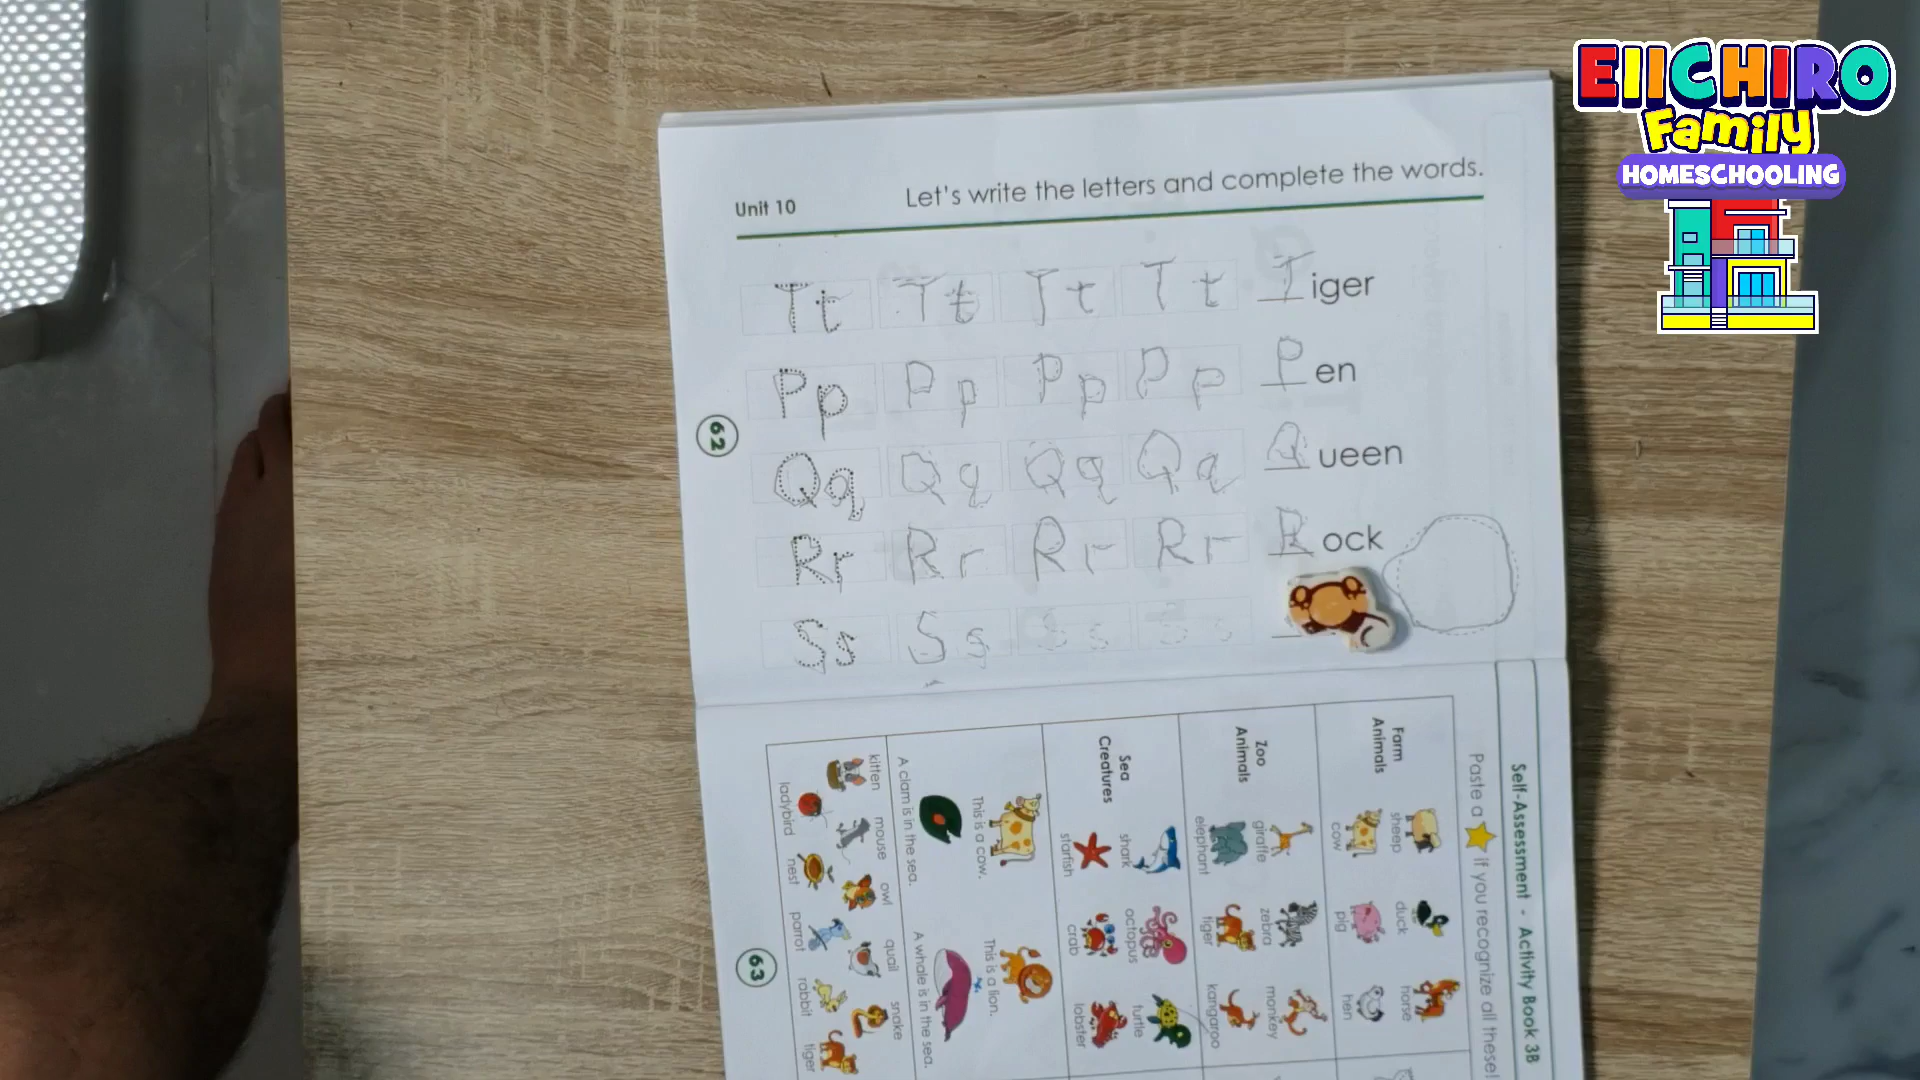 EIICHIRO
Family
HOMESCHOOLING
Unit 10
Let's write the letters and complete the words.
Tt Tt Tt Tt Tiger
Pp Pp Pp Pp Pen
Qq Qq Qq Qq Queen
Rr Rr Rr Rr Rock
Ss Ss Ss Ss
62
Self-Assessment - Activity Book 3B
Paste a if you recognize all these!
Farm Animals
sheep duck horse
cow pig hen
Zoo Animals
giraffe zebra monkey
elephant tiger kangaroo
Sea Creatures
shark octopus turtle
starfish crab lobster
This is a cow. This is a lion.
A clam is in the sea. A whale is in the sea.
kitten mouse owl quail snake
ladybird nest parrot rabbit tiger
63